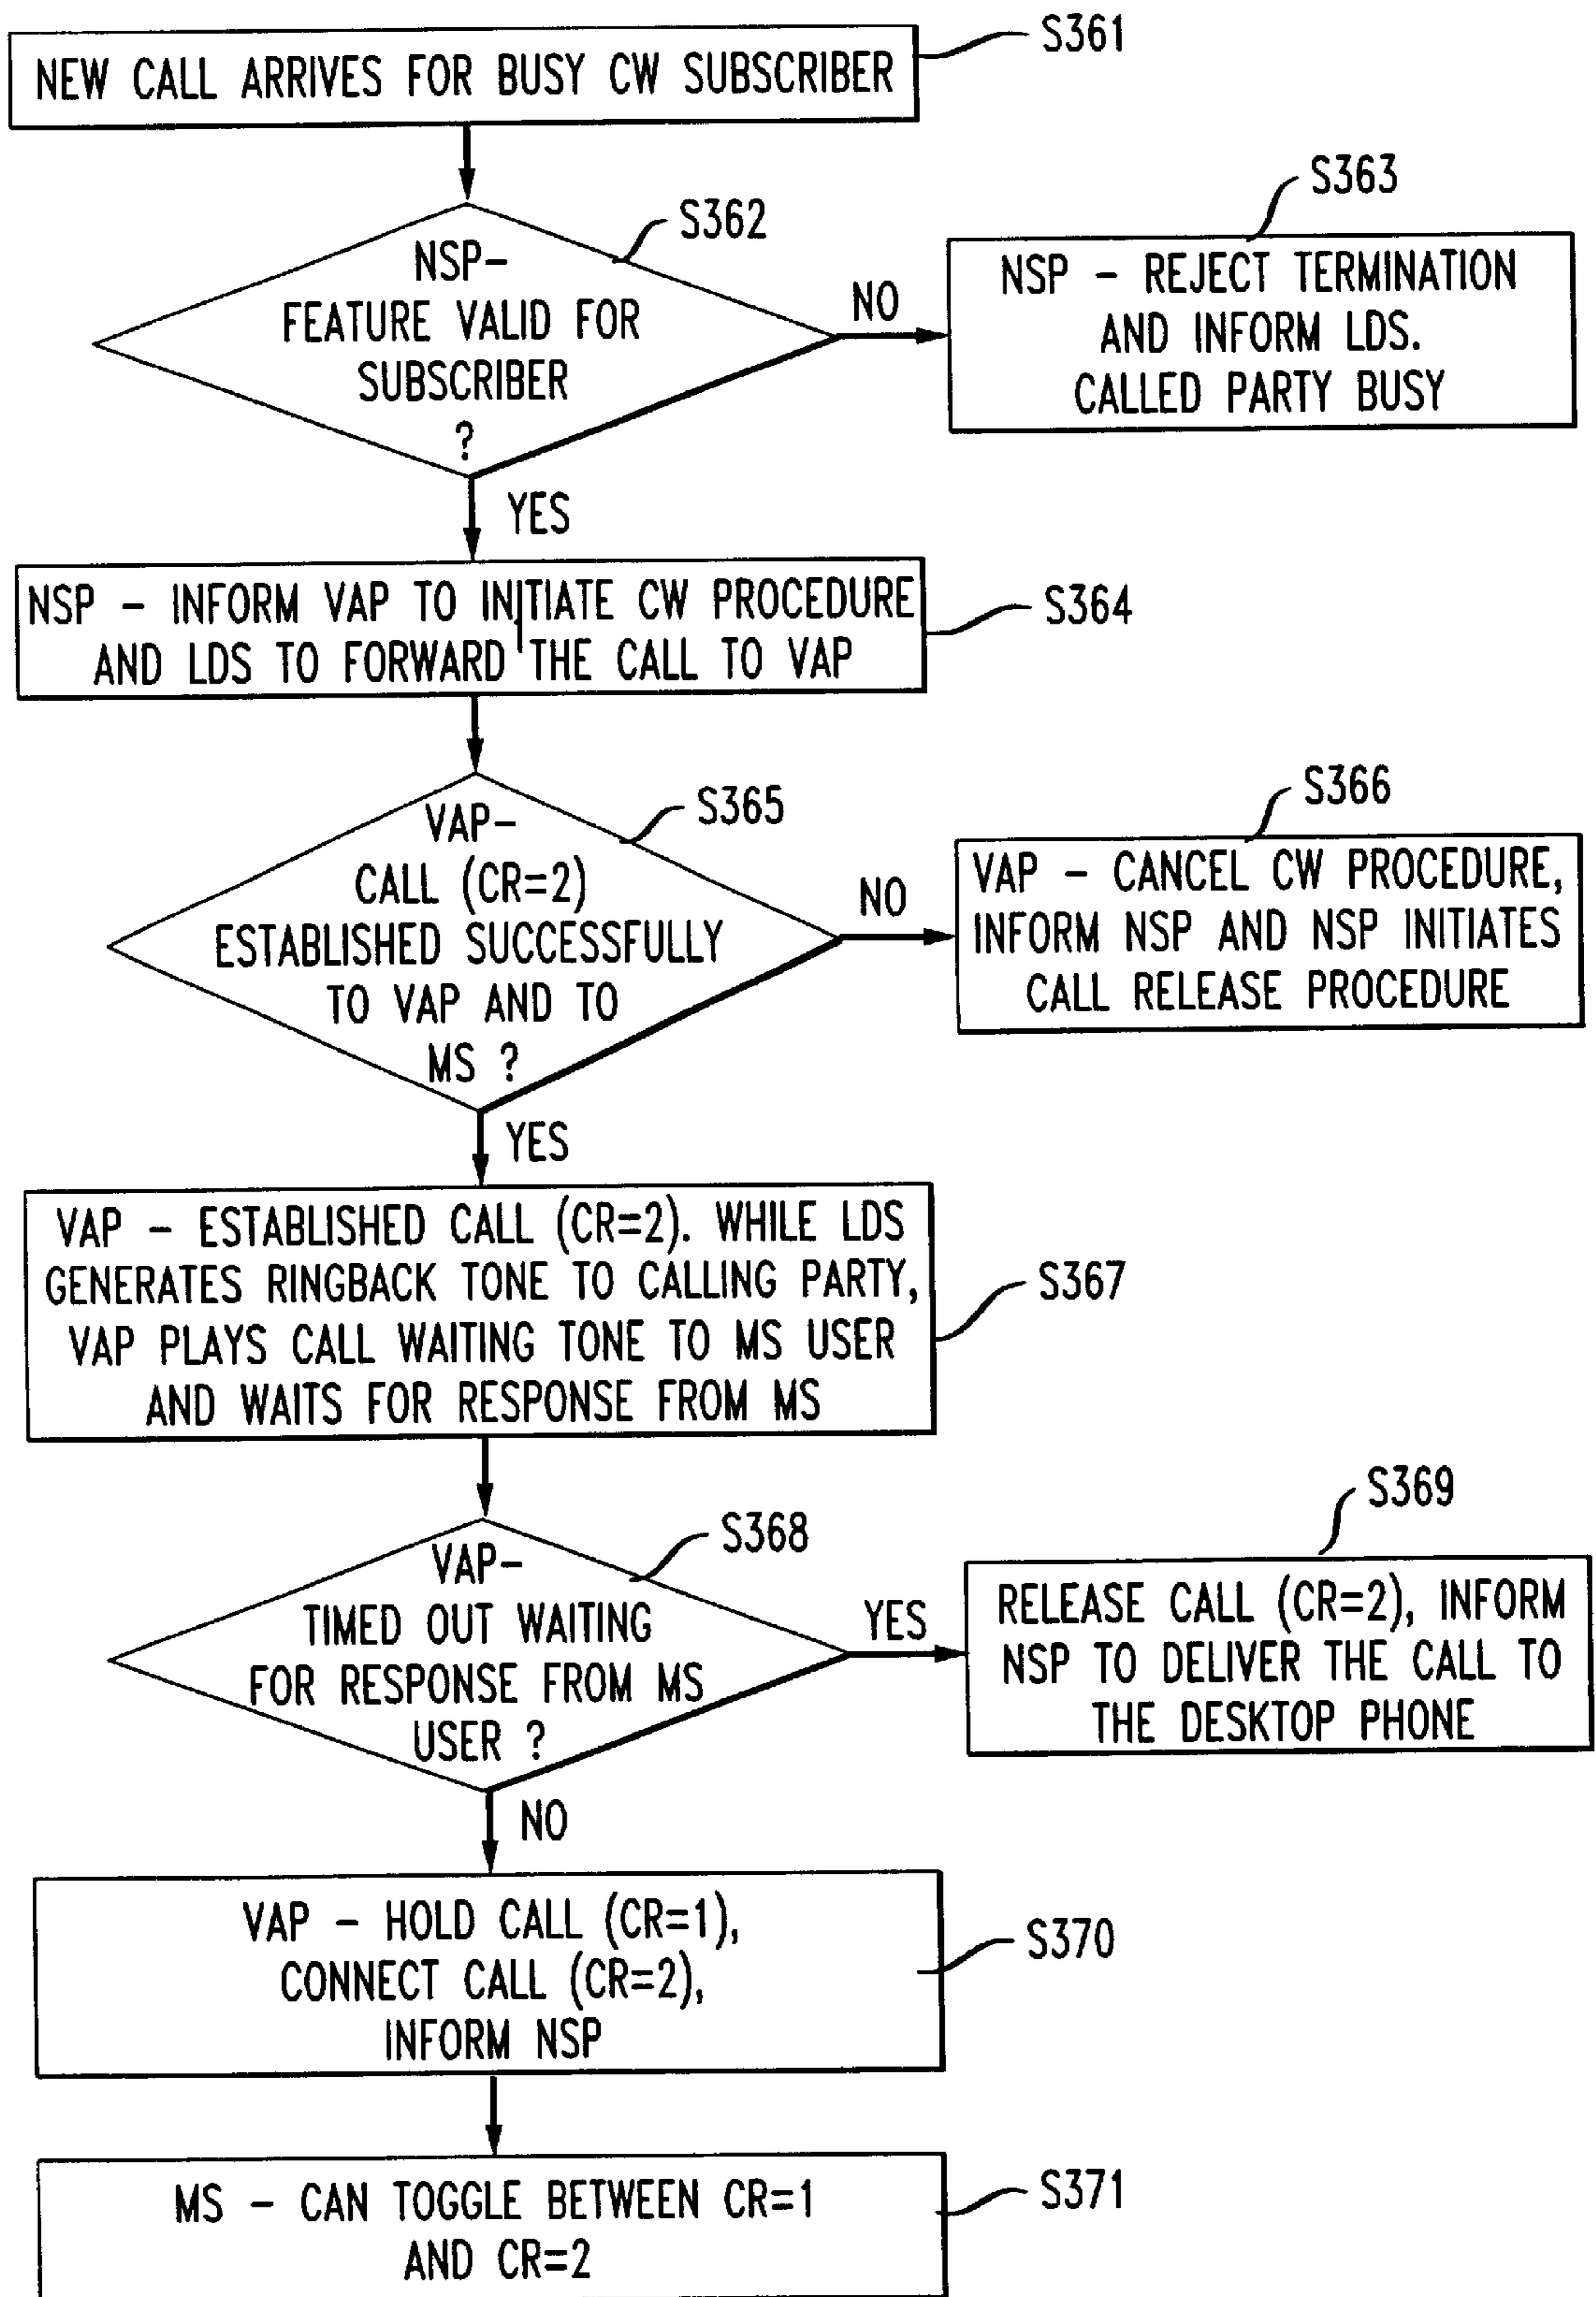 S361
NEW CALL ARRIVES FOR BUSY CW SUBSCRIBER
S362
NSP-
FEATURE VALID FOR
SUBSCRIBER
?
NO
S363
NSP - REJECT TERMINATION
AND INFORM LDS.
CALLED PARTY BUSY
YES
S364
NSP - INFORM VAP TO INITIATE CW PROCEDURE
AND LDS TO FORWARD THE CALL TO VAP
S365
VAP-
CALL (CR=2)
ESTABLISHED SUCCESSFULLY
TO VAP AND TO
MS ?
NO
S366
VAP - CANCEL CW PROCEDURE,
INFORM NSP AND NSP INITIATES
CALL RELEASE PROCEDURE
YES
VAP - ESTABLISHED CALL (CR=2). WHILE LDS
GENERATES RINGBACK TONE TO CALLING PARTY,
VAP PLAYS CALL WAITING TONE TO MS USER
AND WAITS FOR RESPONSE FROM MS
S367
S368
VAP-
TIMED OUT WAITING
FOR RESPONSE FROM MS
USER ?
YES
S369
RELEASE CALL (CR=2), INFORM
NSP TO DELIVER THE CALL TO
THE DESKTOP PHONE
NO
VAP - HOLD CALL (CR=1),
CONNECT CALL (CR=2),
INFORM NSP
S370
MS - CAN TOGGLE BETWEEN CR=1
AND CR=2
S371